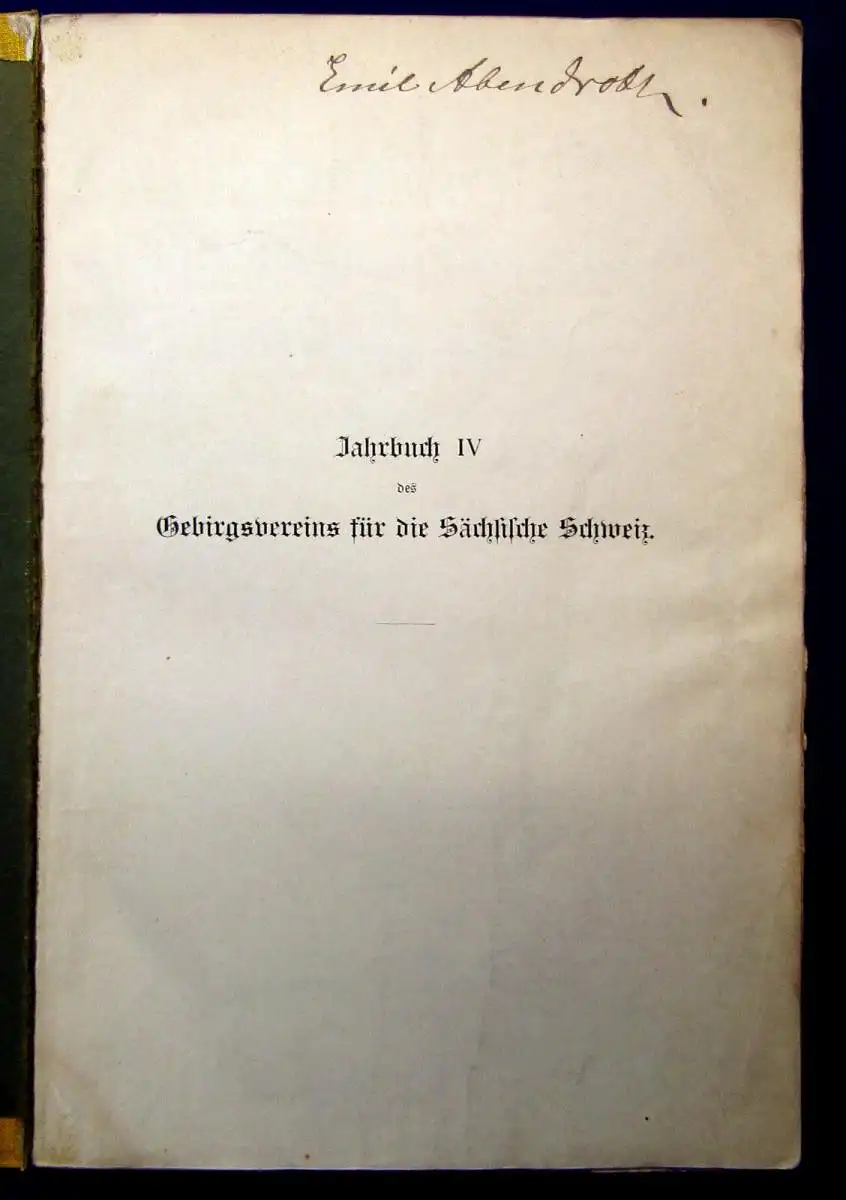 Emil Abendroth.
Jahrbuch IV
des
Gebirgsvereins für die Sächſiſche Schweiz.